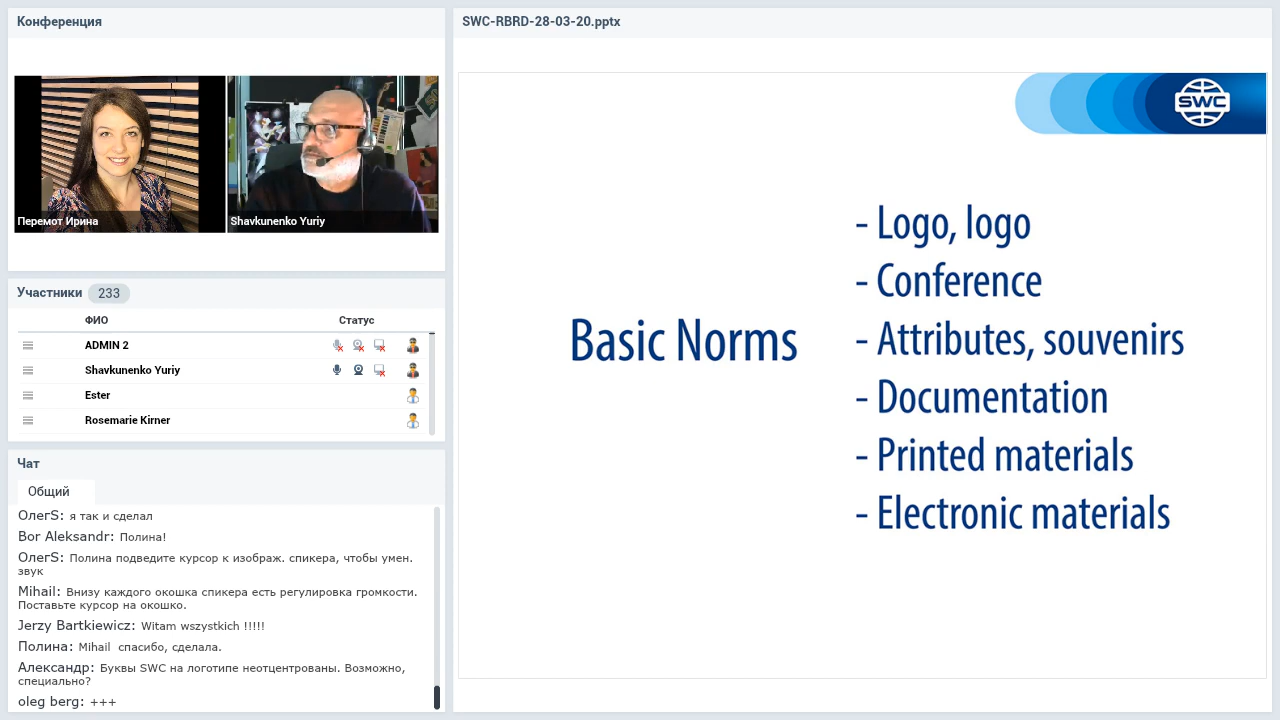 Конференция
Перемот Ирина
Shavkunenko Yuriy
Участники 233
ФИО Статус
ADMIN 2
Shavkunenko Yuriy
Ester
Rosemarie Kirner
Чат
Общий
ОлегS: я так и сделал
Bor Aleksandr: Полина!
ОлегS: Полина подведите курсор к изображ. спикера, чтобы умен.
звук
Mihail: Внизу каждого окошка спикера есть регулировка громкости.
Поставьте курсор на окошко.
Jerzy Bartkiewicz: Witam wszystkich !!!!!
Полина: Mihail спасибо, сделала.
Александр: Буквы SWC на логотипе неотцентрованы. Возможно,
специально?
oleg berg: +++
SWC-RBRD-28-03-20.pptx
SWC
Basic Norms
- Logo, logo
- Conference
- Attributes, souvenirs
- Documentation
- Printed materials
- Electronic materials